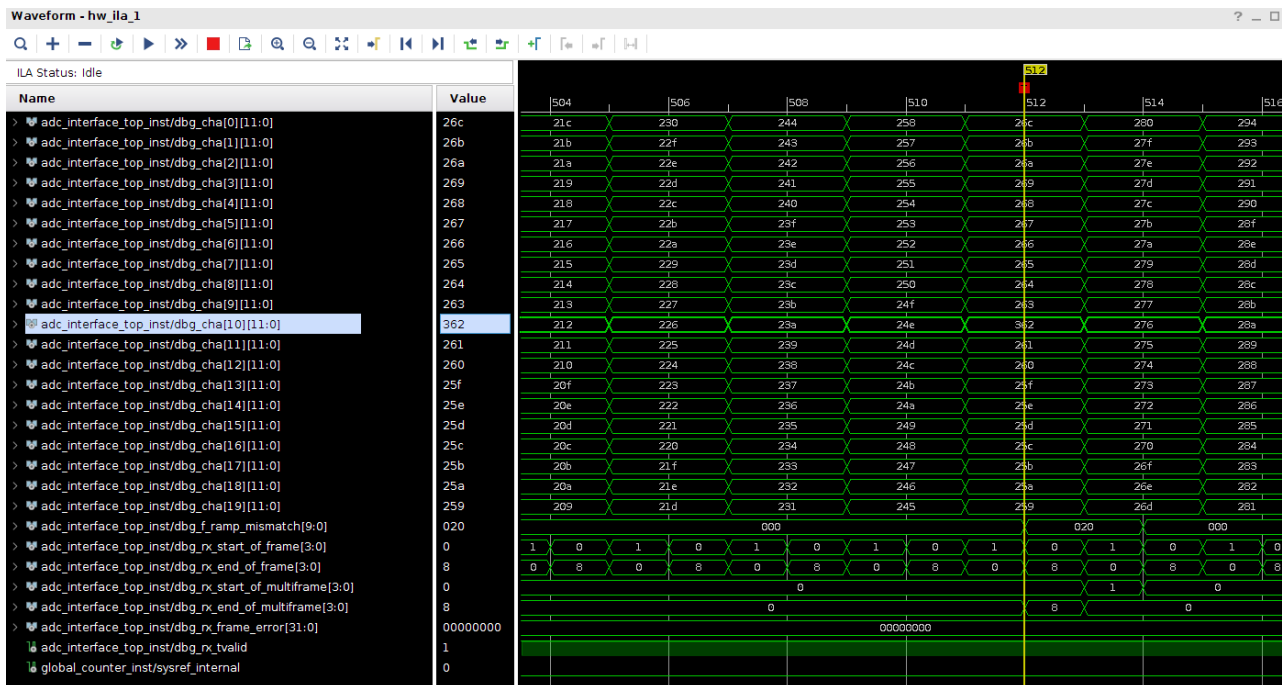 Waveform - hw_ila_1 ? _ □
ILA Status: Idle
512
Name Value 504 506 508 510 512 514 516
adc_interface_top_inst/dbg_cha[0][11:0] 26c 21c 230 244 258 26c 280 294
adc_interface_top_inst/dbg_cha[1][11:0] 26b 21b 22f 243 257 26b 27f 293
adc_interface_top_inst/dbg_cha[2][11:0] 26a 21a 22e 242 256 26a 27e 292
adc_interface_top_inst/dbg_cha[3][11:0] 269 219 22d 241 255 269 27d 291
adc_interface_top_inst/dbg_cha[4][11:0] 268 218 22c 240 254 268 27c 290
adc_interface_top_inst/dbg_cha[5][11:0] 267 217 22b 23f 253 267 27b 28f
adc_interface_top_inst/dbg_cha[6][11:0] 266 216 22a 23e 252 266 27a 28e
adc_interface_top_inst/dbg_cha[7][11:0] 265 215 229 23d 251 265 279 28d
adc_interface_top_inst/dbg_cha[8][11:0] 264 214 228 23c 250 264 278 28c
adc_interface_top_inst/dbg_cha[9][11:0] 263 213 227 23b 24f 263 277 28b
adc_interface_top_inst/dbg_cha[10][11:0] 362 212 226 23a 24e 362 276 28a
adc_interface_top_inst/dbg_cha[11][11:0] 261 211 225 239 24d 261 275 289
adc_interface_top_inst/dbg_cha[12][11:0] 260 210 224 238 24c 260 274 288
adc_interface_top_inst/dbg_cha[13][11:0] 25f 20f 223 237 24b 25f 273 287
adc_interface_top_inst/dbg_cha[14][11:0] 25e 20e 222 236 24a 25e 272 286
adc_interface_top_inst/dbg_cha[15][11:0] 25d 20d 221 235 249 25d 271 285
adc_interface_top_inst/dbg_cha[16][11:0] 25c 20c 220 234 248 25c 270 284
adc_interface_top_inst/dbg_cha[17][11:0] 25b 20b 21f 233 247 25b 26f 283
adc_interface_top_inst/dbg_cha[18][11:0] 25a 20a 21e 232 246 25a 26e 282
adc_interface_top_inst/dbg_cha[19][11:0] 259 209 21d 231 245 259 26d 281
adc_interface_top_inst/dbg_f_ramp_mismatch[9:0] 020 000 020 000
adc_interface_top_inst/dbg_rx_start_of_frame[3:0] 0 1 0 1 0 1 0 1 0 1 0 1 0 1 0
adc_interface_top_inst/dbg_rx_end_of_frame[3:0] 8 0 8 0 8 0 8 0 8 0 8 0 8 0 8
adc_interface_top_inst/dbg_rx_start_of_multiframe[3:0] 0 0 1 0
adc_interface_top_inst/dbg_rx_end_of_multiframe[3:0] 8 0 8 0
adc_interface_top_inst/dbg_rx_frame_error[31:0] 00000000 00000000
adc_interface_top_inst/dbg_rx_tvalid 1
global_counter_inst/sysref_internal 0